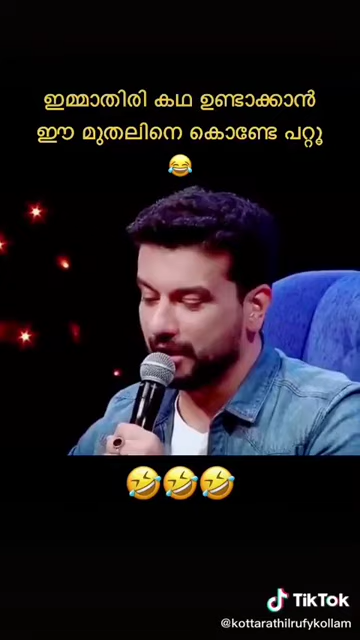 ഇമ്മാതിരി കഥ ഉണ്ടാക്കാൻ
ഈ മുതലിനെ കൊണ്ടേ പറ്റൂ
😂
🤣🤣🤣
TikTok
@kottarathilrufykollam